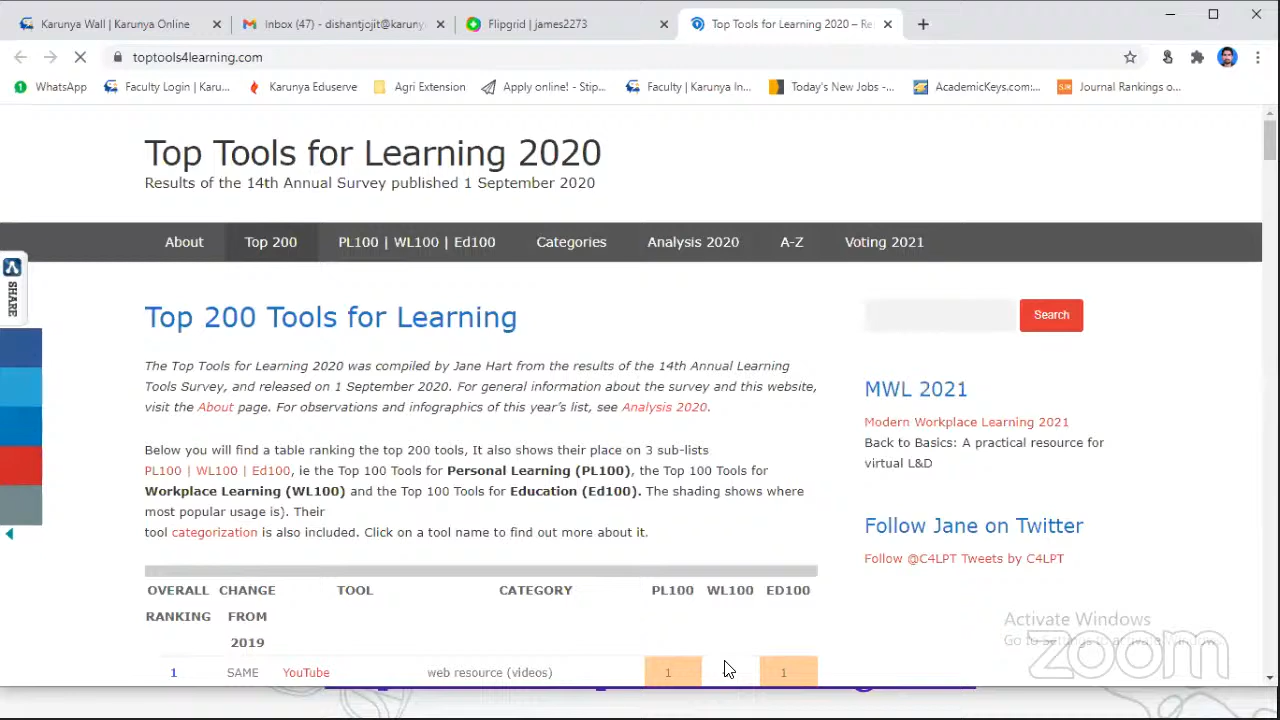 Karunya Wall | Karunya Online
Inbox (47) - dishantjojit@karuny
Flipgrid | james2273
Top Tools for Learning 2020 – Re
toptools4learning.com
WhatsApp
Faculty Login | Karu...
Karunya Eduserve
Agri Extension
Apply online! - Stip...
Faculty | Karunya In...
Today's New Jobs -...
AcademicKeys.com:...
Journal Rankings o...
Top Tools for Learning 2020
Results of the 14th Annual Survey published 1 September 2020
About
Top 200
PL100 | WL100 | Ed100
Categories
Analysis 2020
A-Z
Voting 2021
SHARE
Top 200 Tools for Learning
The Top Tools for Learning 2020 was compiled by Jane Hart from the results of the 14th Annual Learning
Tools Survey, and released on 1 September 2020. For general information about the survey and this website,
visit the About page. For observations and infographics of this year's list, see Analysis 2020.
Below you will find a table ranking the top 200 tools, It also shows their place on 3 sub-lists
PL100 | WL100 | Ed100, ie the Top 100 Tools for Personal Learning (PL100), the Top 100 Tools for
Workplace Learning (WL100) and the Top 100 Tools for Education (Ed100). The shading shows where
most popular usage is). Their
tool categorization is also included. Click on a tool name to find out more about it.
OVERALL RANKING
CHANGE FROM 2019
TOOL
CATEGORY
PL100
WL100
ED100
1
SAME
YouTube
web resource (videos)
1
1
Search
MWL 2021
Modern Workplace Learning 2021
Back to Basics: A practical resource for
virtual L&D
Follow Jane on Twitter
Follow @C4LPT Tweets by C4LPT
Activate Windows
Go to Settings to activate Windows.
zoom